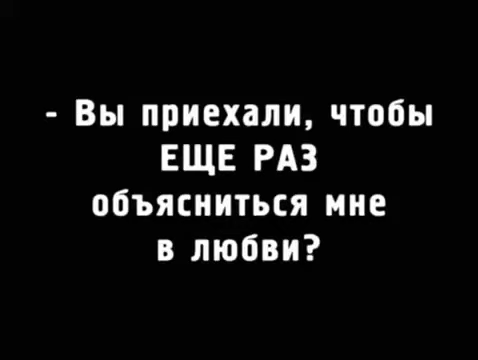 - Вы приехали, чтобы
ЕЩЕ РАЗ
объясниться мне
в любви?